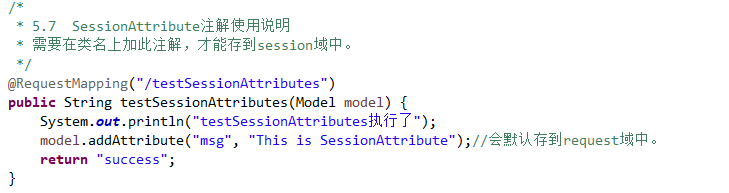 /*
 * 5.7  SessionAttribute注解使用说明
 * 需要在类名上加此注解，才能存到session域中。
 */
@RequestMapping("/testSessionAttributes")
public String testSessionAttributes(Model model) {
    System.out.println("testSessionAttributes执行了");
    model.addAttribute("msg", "This is SessionAttribute");//会默认存到request域中。
    return "success";
}